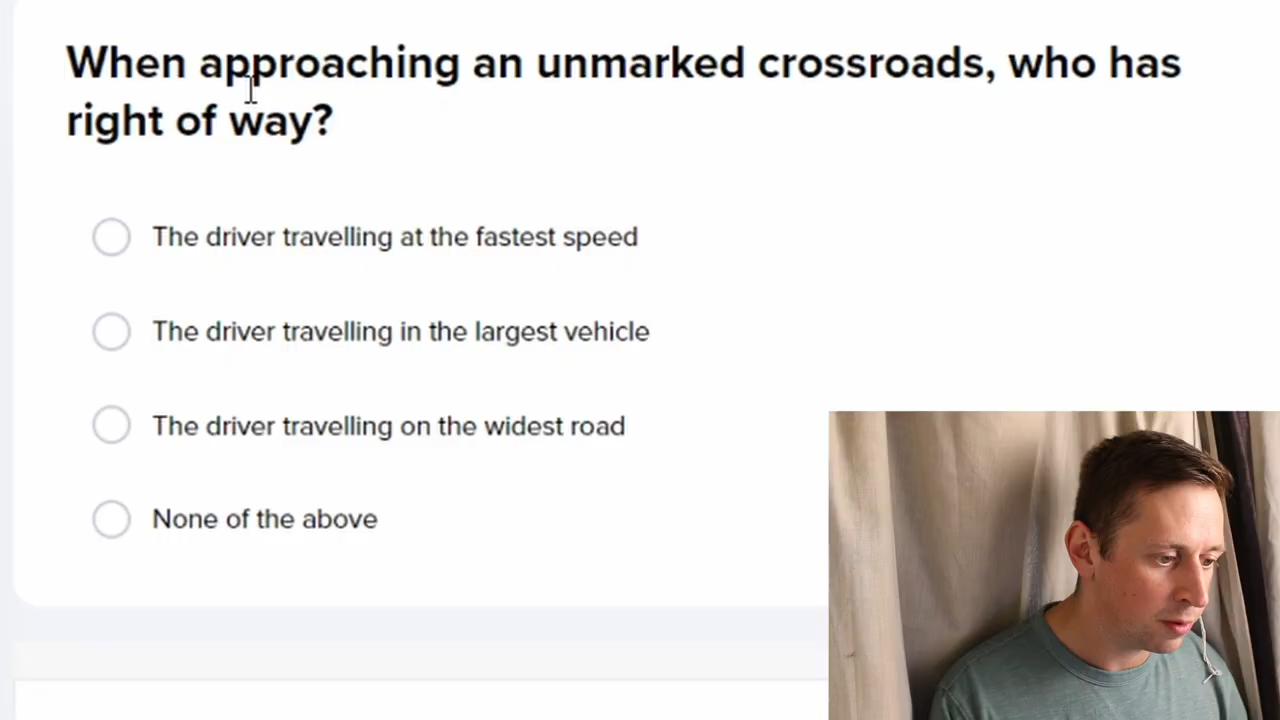 When approaching an unmarked crossroads, who has
right of way?
The driver travelling at the fastest speed
The driver travelling in the largest vehicle
The driver travelling on the widest road
None of the above